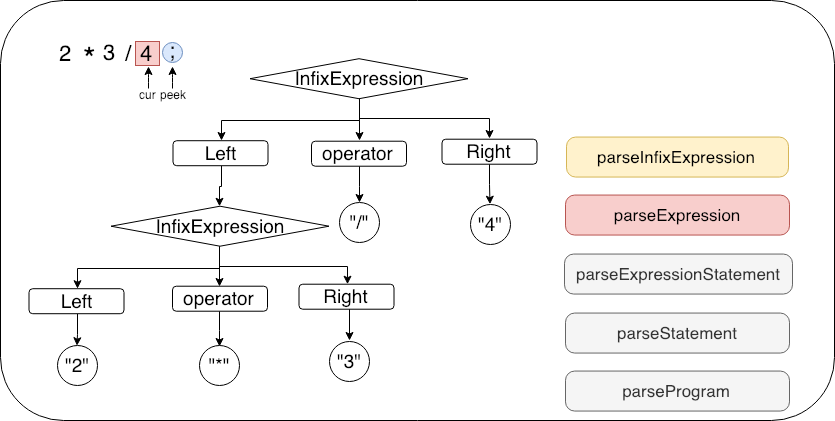 2 * 3 / 4 ;
cur peek
InfixExpression
Left
operator
Right
"/"
"4"
InfixExpression
Left
operator
Right
"2"
"*"
"3"
parseInfixExpression
parseExpression
parseExpressionStatement
parseStatement
parseProgram